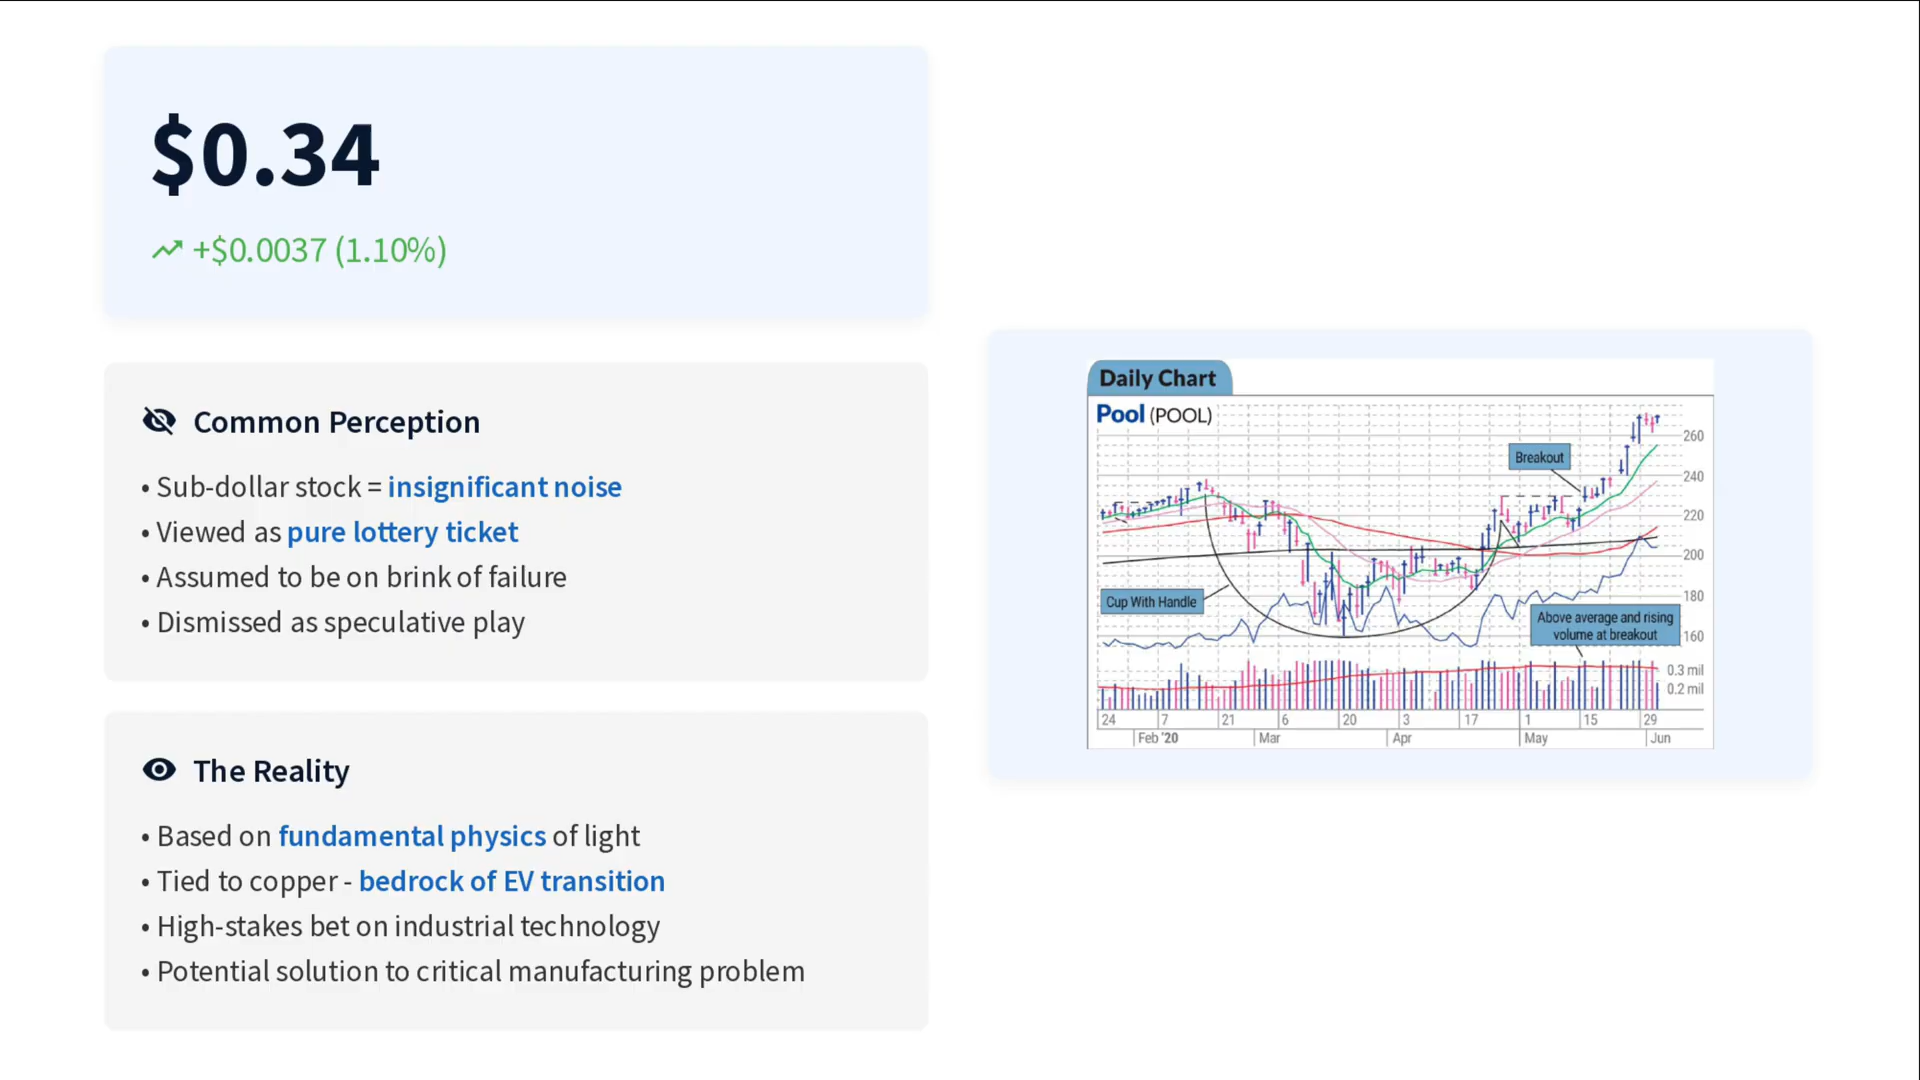 $0.34
+$0.0037 (1.10%)
Common Perception
• Sub-dollar stock = insignificant noise
• Viewed as pure lottery ticket
• Assumed to be on brink of failure
• Dismissed as speculative play
The Reality
• Based on fundamental physics of light
• Tied to copper - bedrock of EV transition
• High-stakes bet on industrial technology
• Potential solution to critical manufacturing problem
Daily Chart
Pool (POOL)
Breakout
260
240
220
200
180
160
Cup With Handle
Above average and rising
volume at breakout
0.3 mil
0.2 mil
24 7 21 6 20 3 17 1 15 29
Feb '20 Mar Apr May Jun